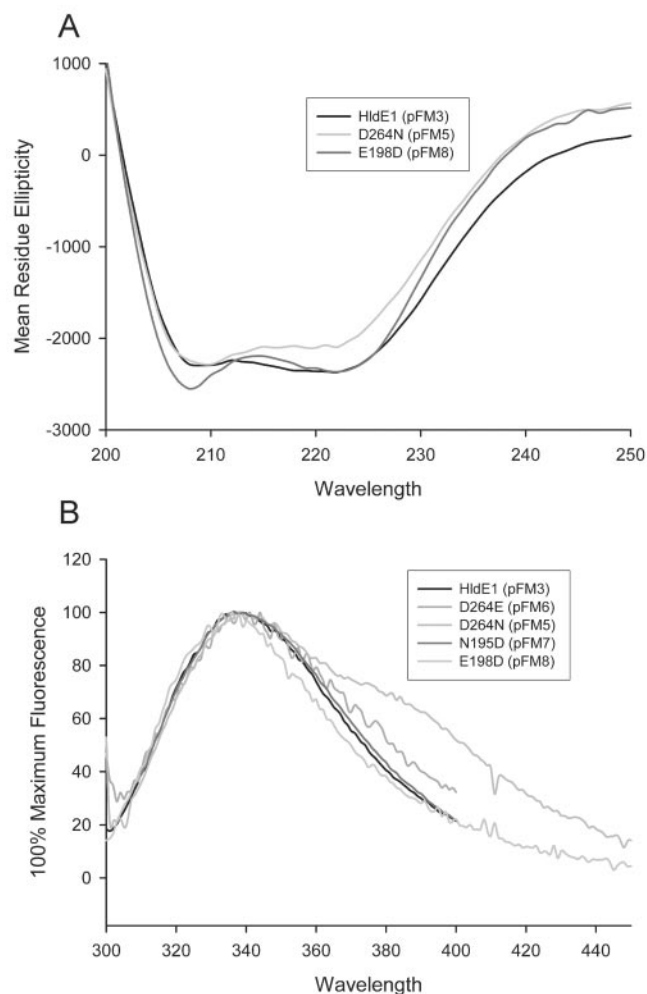 A
1000
0
-1000
-2000
-3000
Mean Residue Ellipticity
HldE1 (pFM3)
D264N (pFM5)
E198D (pFM8)
200 210 220 230 240 250
Wavelength
B
120
100
80
60
40
20
0
100% Maximum Fluorescence
HldE1 (pFM3)
D264E (pFM6)
D264N (pFM5)
N195D (pFM7)
E198D (pFM8)
300 320 340 360 380 400 420 440
Wavelength